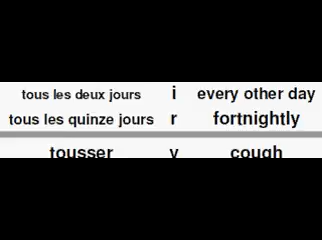 tous les deux jours i every other day
tous les quinze jours r fortnightly
tousser v cough